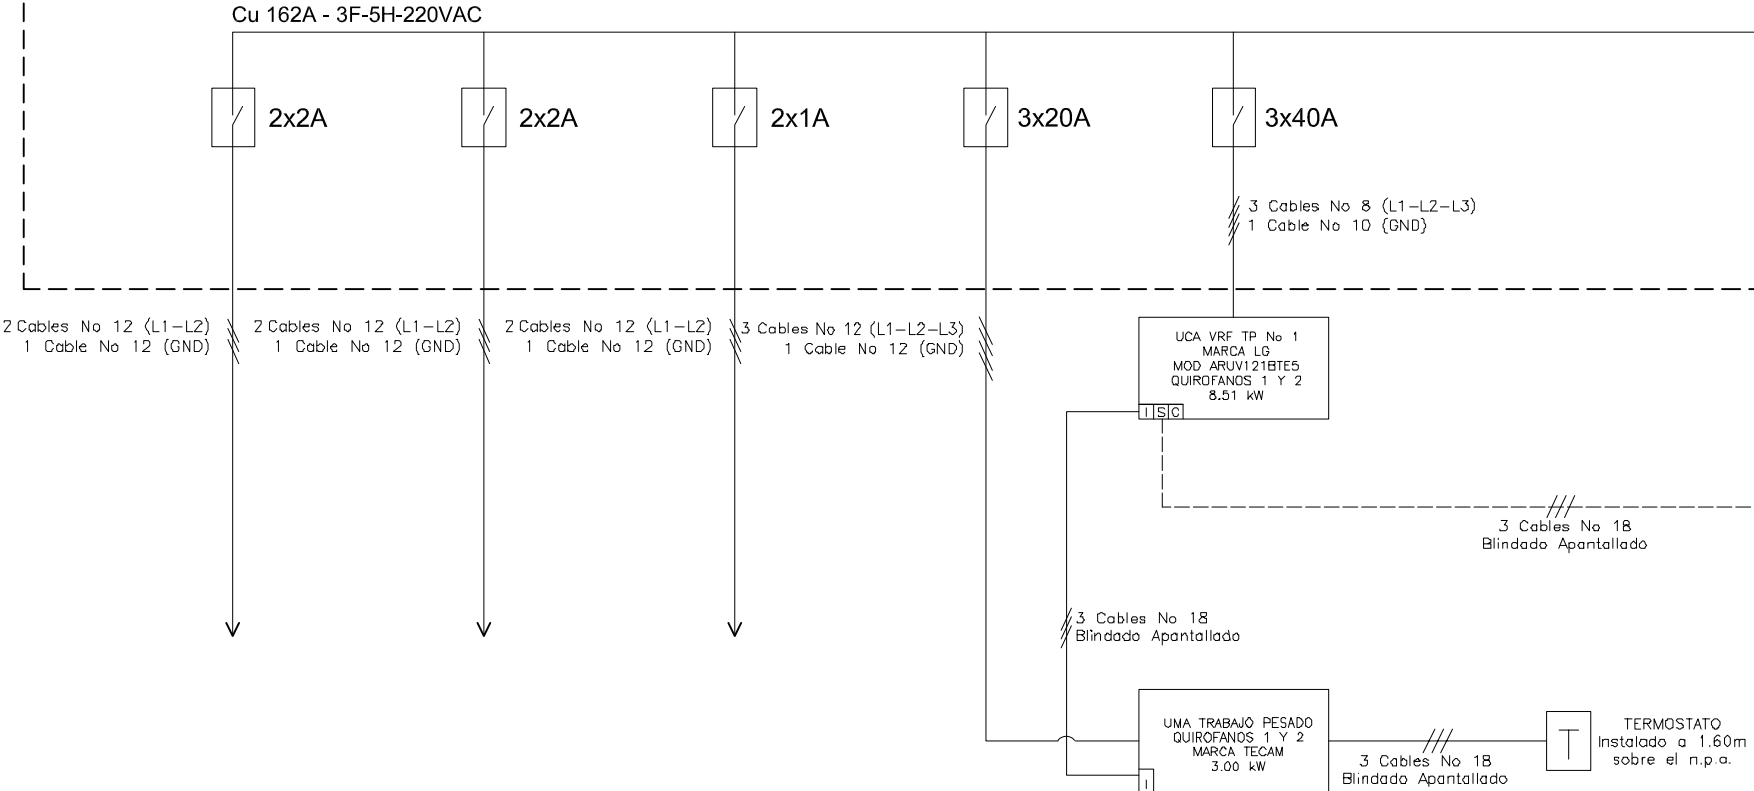 Cu 162A - 3F-5H-220VAC
2x2A
2x2A
2x1A
3x20A
3x40A
3 Cables No 8 (L1-L2-L3)
1 Cable No 10 {GND}
2 Cables No 12 (L1-L2)
1 Cable No 12 (GND)
2 Cables No 12 (L1-L2)
1 Cable No 12 (GND)
2 Cables No 12 (L1-L2)
1 Cable No 12 (GND)
3 Cables No 12 (L1-L2-L3)
1 Cable No 12 (GND)
UCA VRF TP No 1
MARCA LG
MOD ARUV121BTE5
QUIROFANOS 1 Y 2
8.51 kW
I S C
3 Cables No 18
Blindado Apantallado
3 Cables No 18
Blindado Apantallado
UMA TRABAJO PESADO
QUIROFANOS 1 Y 2
MARCA TECAM
3.00 kW
I
3 Cables No 18
Blindado Apantallado
T
TERMOSTATO
Instalado a 1.60m
sobre el n.p.a.